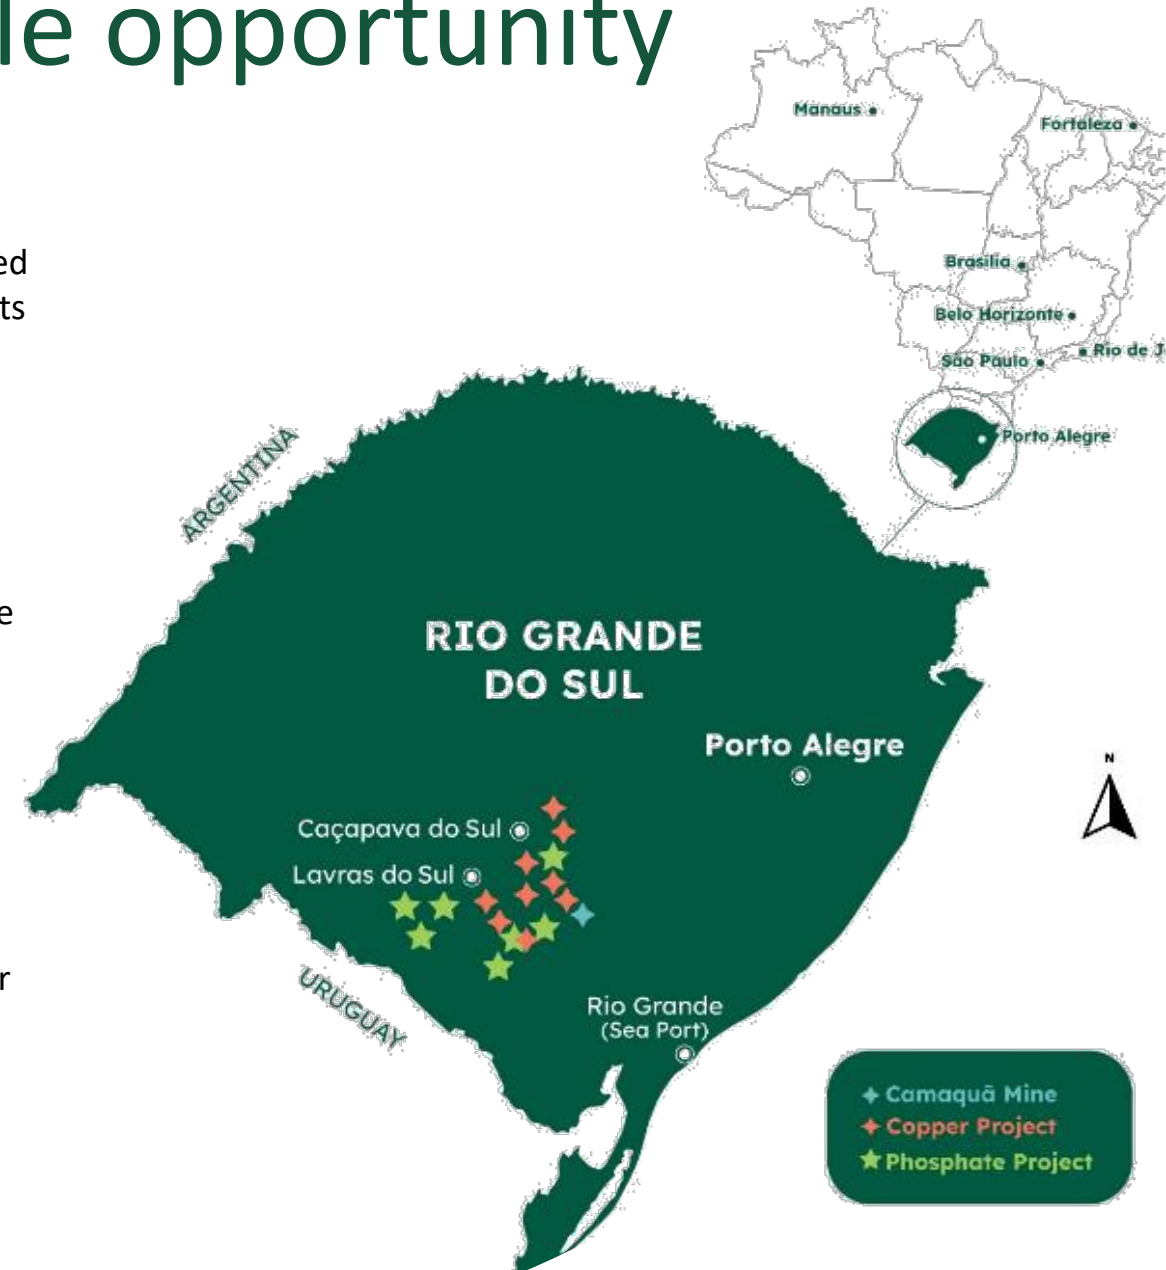 le opportunity
Manaus
Fortaleza
ed
Brasilia
ts
Belo Horizonte
Rio de J
São Paulo
Porto Alegre
ARGENTINA
e
RIO GRANDE
DO SUL
Porto Alegre
N
Caçapava do Sul
Lavras do Sul
r
URUGUAY
Rio Grande
(Sea Port)
Camaquã Mine
Copper Project
Phosphate Project